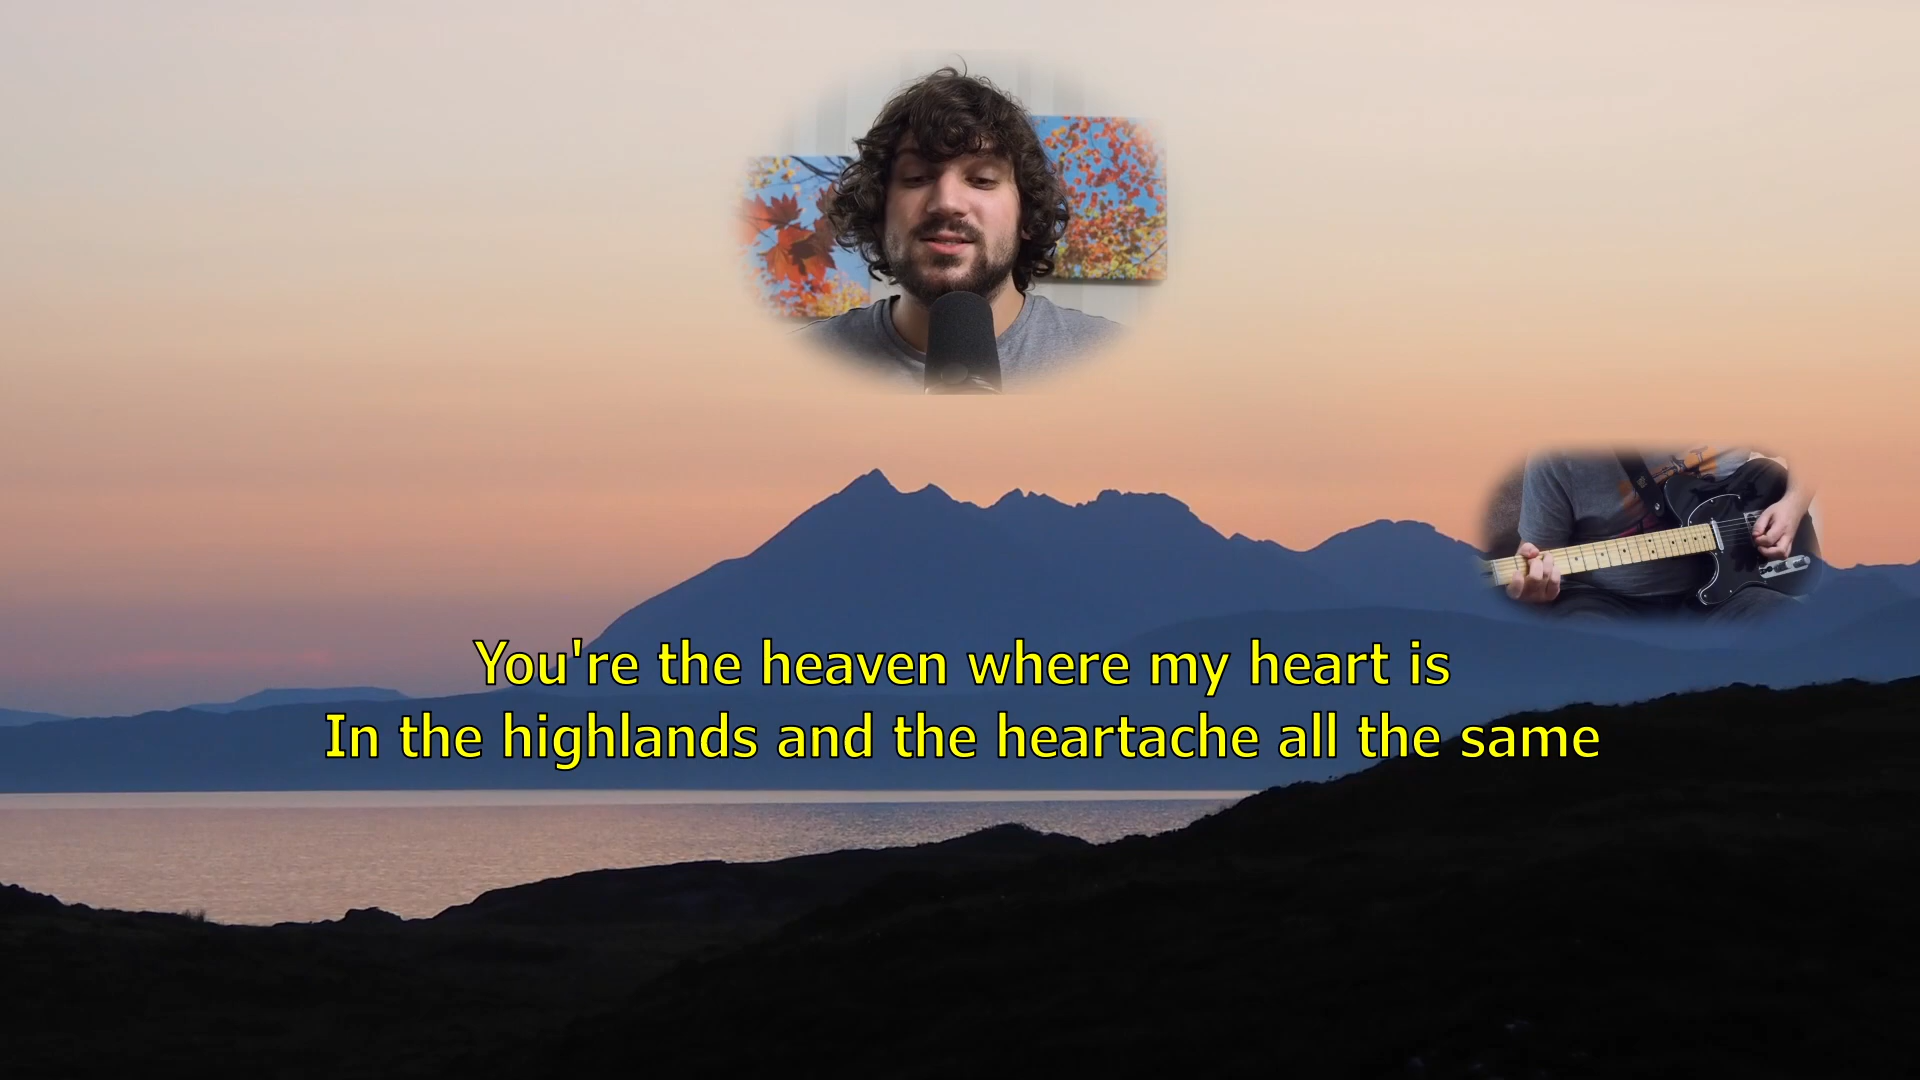 You're the heaven where my heart is
In the highlands and the heartache all the same